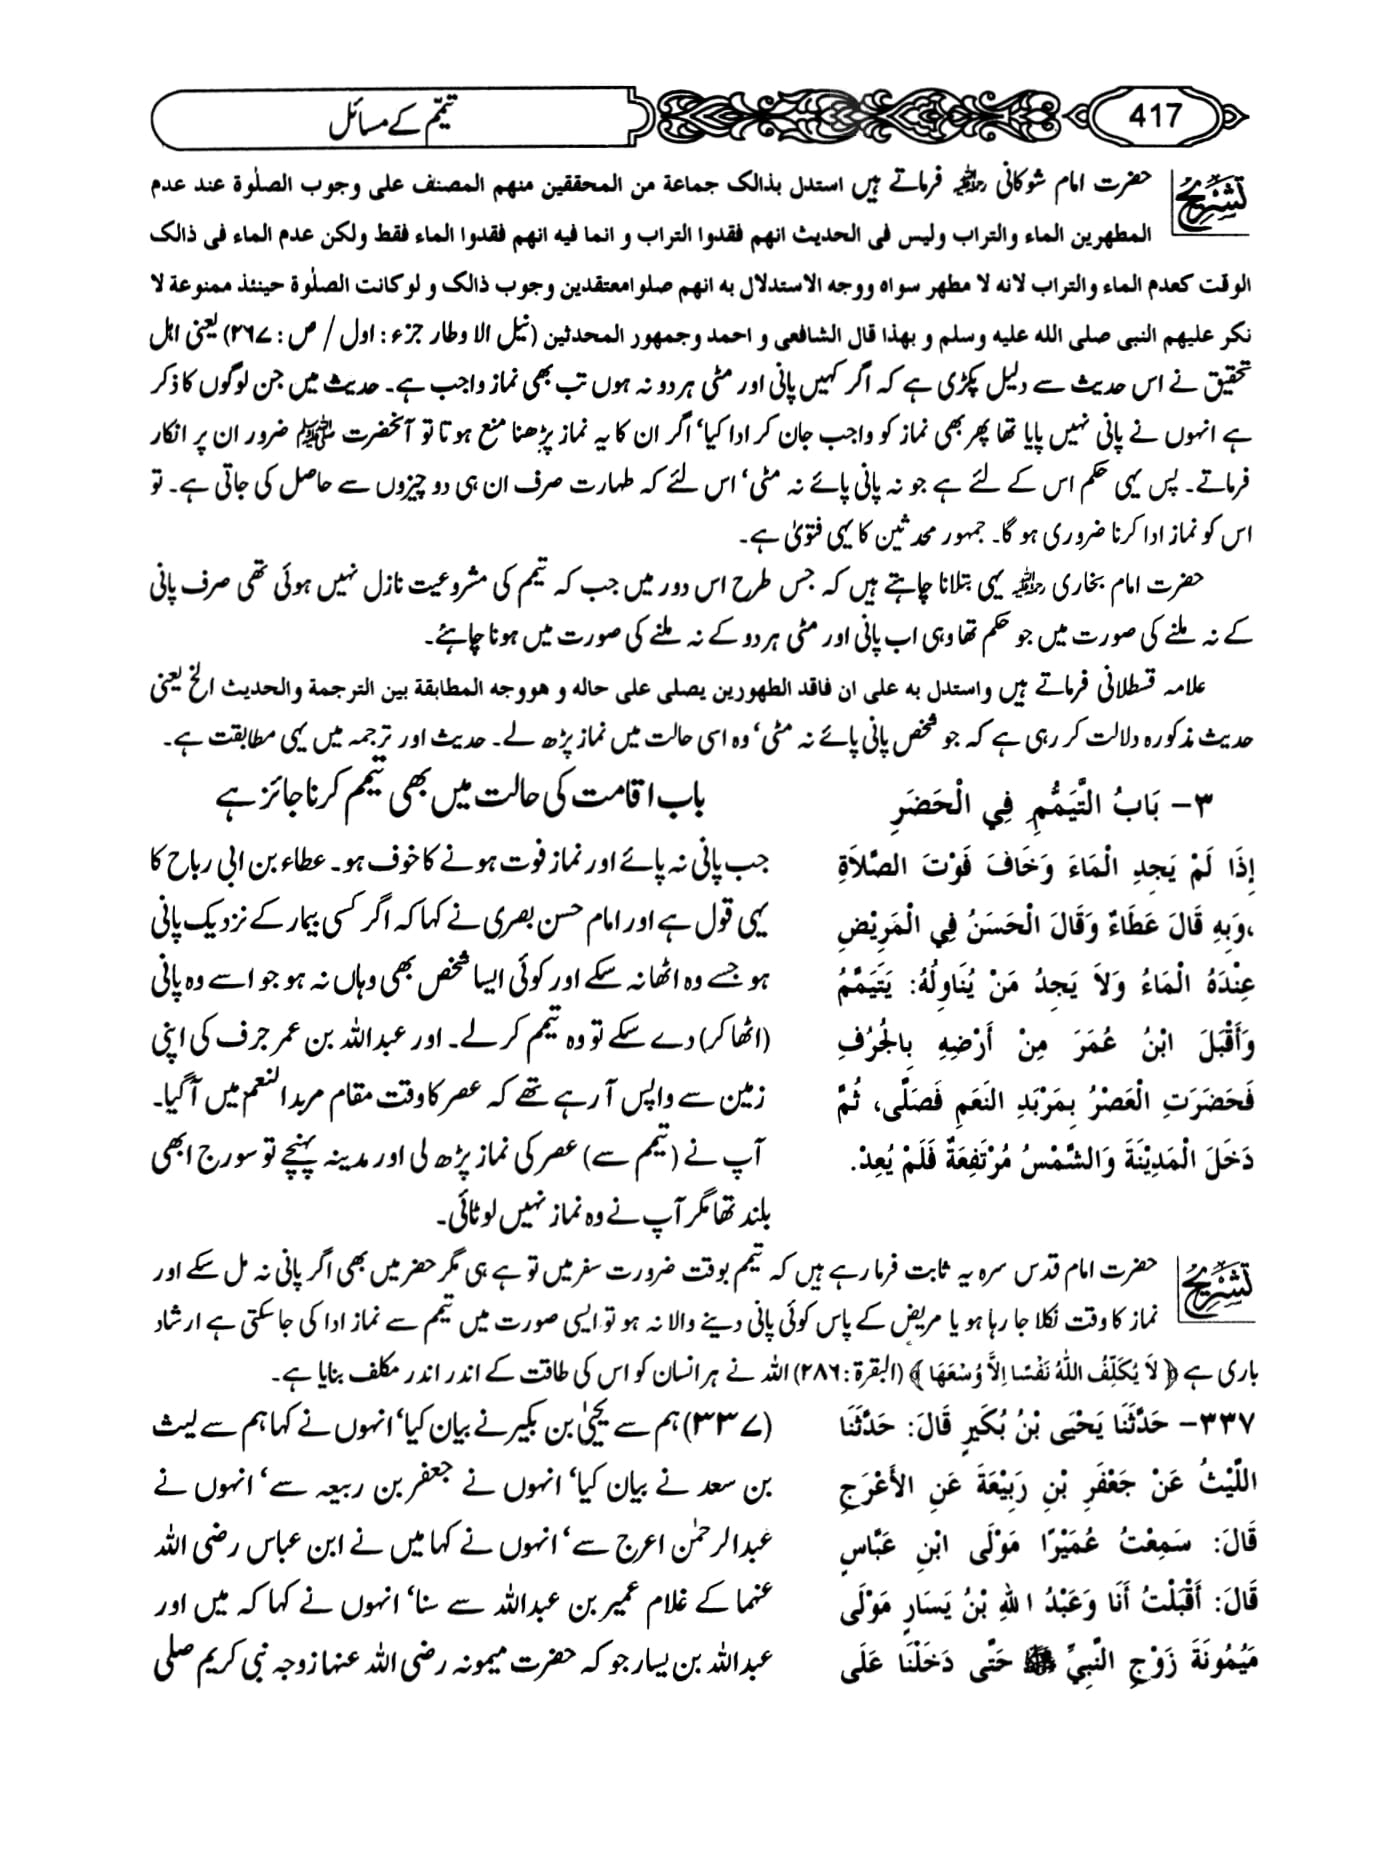 417
تیمّم کے مسائل
تشریح
حضرت امام شوکانی رحمہ اللہ فرماتے ہیں استدل بذالک جماعة من المحققین منهم المصنف علی وجوب الصلٰوة عند عدم
المطهرین الماء والتراب ولیس فی الحدیث انهم فقدوا التراب و انما فیه انهم فقدوا الماء فقط ولکن عدم الماء فی ذالک
الوقت کعدم الماء والتراب لانه لا مطهر سواه ووجه الاستدلال به انهم صلوامعتقدین وجوب ذالک و لو کانت الصلٰوة حینئذ ممنوعة لا
نکر علیهم النبی صلی الله علیه وسلم و بهذا قال الشافعی و احمد وجمهور المحدثین (نیل الا وطار جزء : اول / ص : ۲۶۷) یعنی اہل
تحقیق نے اس حدیث سے دلیل پکڑی ہے کہ اگر کہیں پانی اور مٹی ہر دو نہ ہوں تب بھی نماز واجب ہے۔ حدیث میں جن لوگوں کا ذکر
ہے انہوں نے پانی نہیں پایا تھا پھر بھی نماز کو واجب جان کر ادا کیا‘ اگر ان کا یہ نماز پڑھنا منع ہوتا تو آنحضرت ﷺ ضرور ان پر انکار
فرماتے۔ پس یہی حکم اس کے لئے ہے جو نہ پانی پائے نہ مٹی‘ اس لئے کہ طہارت صرف ان ہی دو چیزوں سے حاصل کی جاتی ہے۔ تو
اس کو نماز ادا کرنا ضروری ہو گا۔ جمہور محدثین کا یہی فتویٰ ہے۔
حضرت امام بخاری رحمہ اللہ یہی بتلانا چاہتے ہیں کہ جس طرح اس دور میں جب کہ تیمم کی مشروعیت نازل نہیں ہوئی تھی صرف پانی
کے نہ ملنے کی صورت میں جو حکم تھا وہی اب پانی اور مٹی ہر دو کے نہ ملنے کی صورت میں ہونا چاہئے۔
علامہ قسطلانی فرماتے ہیں واستدل به علی ان فاقد الطهورین یصلی علی حاله و هووجه المطابقة بین الترجمة والحدیث الخ یعنی
حدیث مذکورہ دلالت کر رہی ہے کہ جو شخص پانی پائے نہ مٹی‘ وہ اسی حالت میں نماز پڑھ لے۔ حدیث اور ترجمہ میں یہی مطابقت ہے۔
۳- بَابُ التَّيَمُّمِ فِي الْحَضَرِ
إِذَا لَمْ يَجِدِ الْمَاءَ وَخَافَ فَوْتَ الصَّلاَةِ
،وَبِهِ قَالَ عَطَاءٌ وَقَالَ الْحَسَنُ فِي الْمَرِيْضِ
عِنْدَهُ الْمَاءُ وَلاَ يَجِدُ مَنْ يُنَاوِلُهُ: يَتَيَمَّمُ
وَأَقْبَلَ ابْنُ عُمَرَ مِنْ أَرْضِهِ بِالجُرُفِ
فَحَضَرَتِ الْعَصْرُ بِمَرْبَدِ النَعَمِ فَصَلَّى، ثُمَّ
دَخَلَ الْمَدِيْنَةَ وَالشَّمْسُ مُرْتَفِعَةٌ فَلَمْ يُعِدْ.
باب اقامت کی حالت میں بھی تیمم کرنا جائز ہے
جب پانی نہ پائے اور نماز فوت ہونے کا خوف ہو۔ عطاء بن ابی رباح کا
یہی قول ہے اور امام حسن بصری نے کہا کہ اگر کسی بیمار کے نزدیک پانی
ہو جسے وہ اٹھا نہ سکے اور کوئی ایسا شخص بھی وہاں نہ ہو جو اسے وہ پانی
(اٹھا کر) دے سکے تو وہ تیمم کر لے۔ اور عبداللہ بن عمر جرف کی اپنی
زمین سے واپس آرہے تھے کہ عصر کا وقت مقام مربد النعم میں آگیا۔
آپ نے (تیمم سے) عصر کی نماز پڑھ لی اور مدینہ پہنچے تو سورج ابھی
بلند تھا مگر آپ نے وہ نماز نہیں لوٹائی۔
تشریح
حضرت امام قدس سرہ یہ ثابت فرما رہے ہیں کہ تیمم بوقت ضرورت سفر میں تو ہے ہی مگر حضر میں بھی اگر پانی نہ مل سکے اور
نماز کا وقت نکلا جا رہا ہو یا مریض کے پاس کوئی پانی دینے والا نہ ہو تو ایسی صورت میں تیمم سے نماز ادا کی جا سکتی ہے ارشاد
باری ہے ﴿ لاَ يُكَلِّفُ اللهُ نَفْسًا اِلاَّ وُسْعَهَا ﴾ (البقرة : ۲۸۶) اللہ نے ہر انسان کو اس کی طاقت کے اندر اندر مکلف بنایا ہے۔
۳۳۷- حَدَّثَنَا يَحْيَى بْنُ بُكَيرٍ قَالَ: حَدَّثَنَا
اللَّيْثُ عَنْ جَعْفَرِ بْنِ رَبِيْعَةَ عَنِ الأَعْرَجِ
قَالَ: سَمِعْتُ عُمَيْرًا مَوْلَى ابْنِ عَبَّاسٍ
قَالَ: أَقْبَلْتُ أَنَا وَعَبْدُ اللهِ بْنُ يَسَارٍ مَوْلَى
مَيْمُونَةَ زَوْجِ النَّبِيِّ ﷺ حَتَّى دَخَلْنَا عَلَى
(۳۳۷) ہم سے یحییٰ بن بکیر نے بیان کیا‘ انہوں نے کہا ہم سے لیث
بن سعد نے بیان کیا‘ انہوں نے جعفر بن ربیعہ سے‘ انہوں نے
عبدالرحمٰن اعرج سے‘ انہوں نے کہا میں نے ابن عباس رضی اللہ
عنہما کے غلام عمیر بن عبداللہ سے سنا‘ انہوں نے کہا کہ میں اور
عبداللہ بن یسار جو کہ حضرت میمونہ رضی اللہ عنہا زوجہ نبی کریم صلی